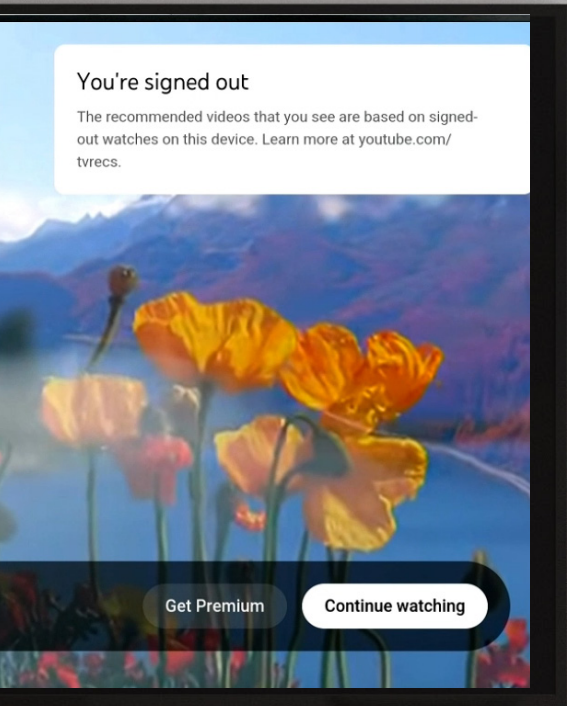 You're signed out
The recommended videos that you see are based on signed-
out watches on this device. Learn more at youtube.com/
tvrecs.
Get Premium
Continue watching